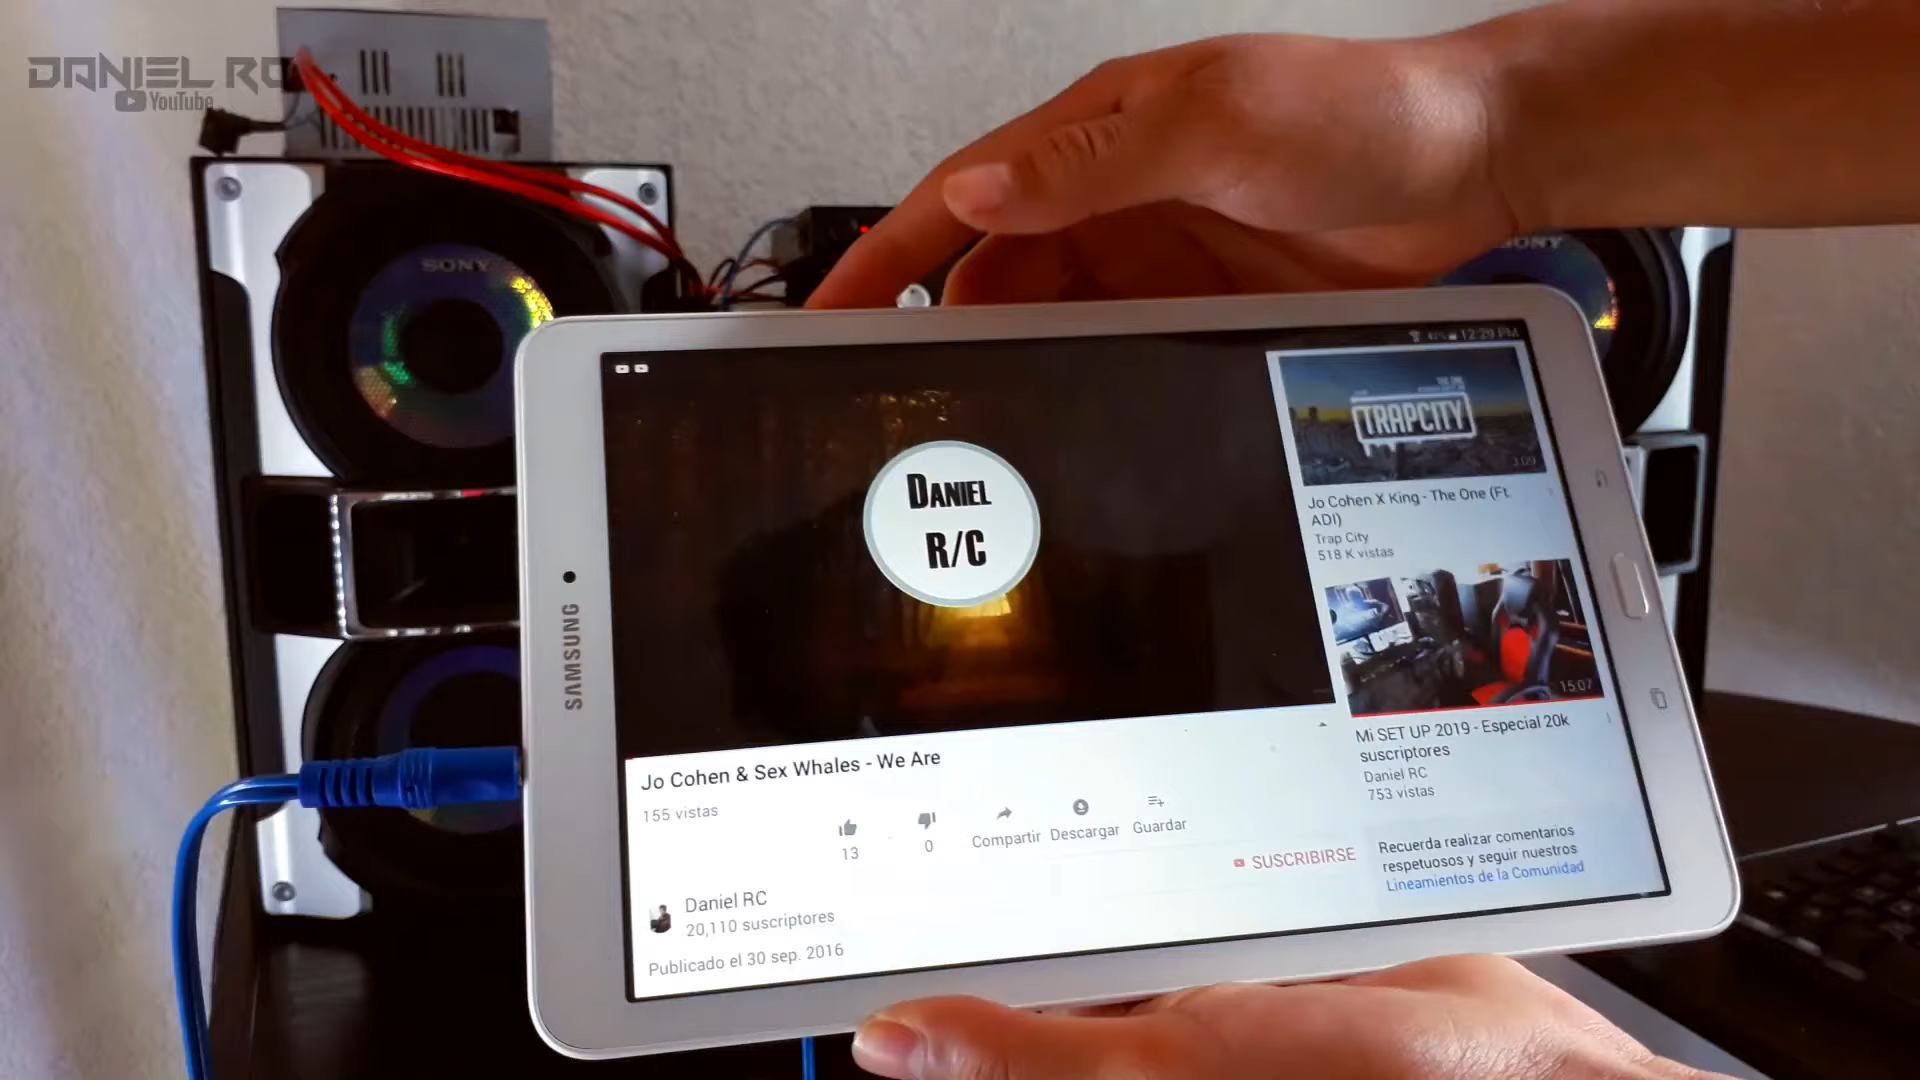 DANIEL RC
YouTube
SONY
SONY
SAMSUNG
12:29 PM
DANIEL
R/C
THE ONE
TRAPCITY
3:09
Jo Cohen X King - The One (Ft.
ADI)
Trap City
518 K vistas
15:07
Mi SET UP 2019 - Especial 20k
suscriptores
Daniel RC
753 vistas
Jo Cohen & Sex Whales - We Are
155 vistas
13
0
Compartir
Descargar
Guardar
SUSCRIBIRSE
Daniel RC
20,110 suscriptores
Publicado el 30 sep. 2016
Recuerda realizar comentarios
respetuosos y seguir nuestros
Lineamientos de la Comunidad